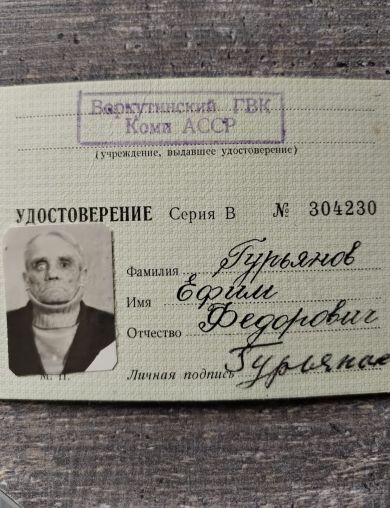 Воркутинский ГВК
Коми АССР
(учреждение, выдавшее удостоверение)
УДОСТОВЕРЕНИЕ Серия В № 304230
Фамилия Гурьянов
Имя Ефим
Отчество Федорович
М. П. Личная подпись Гурьянов